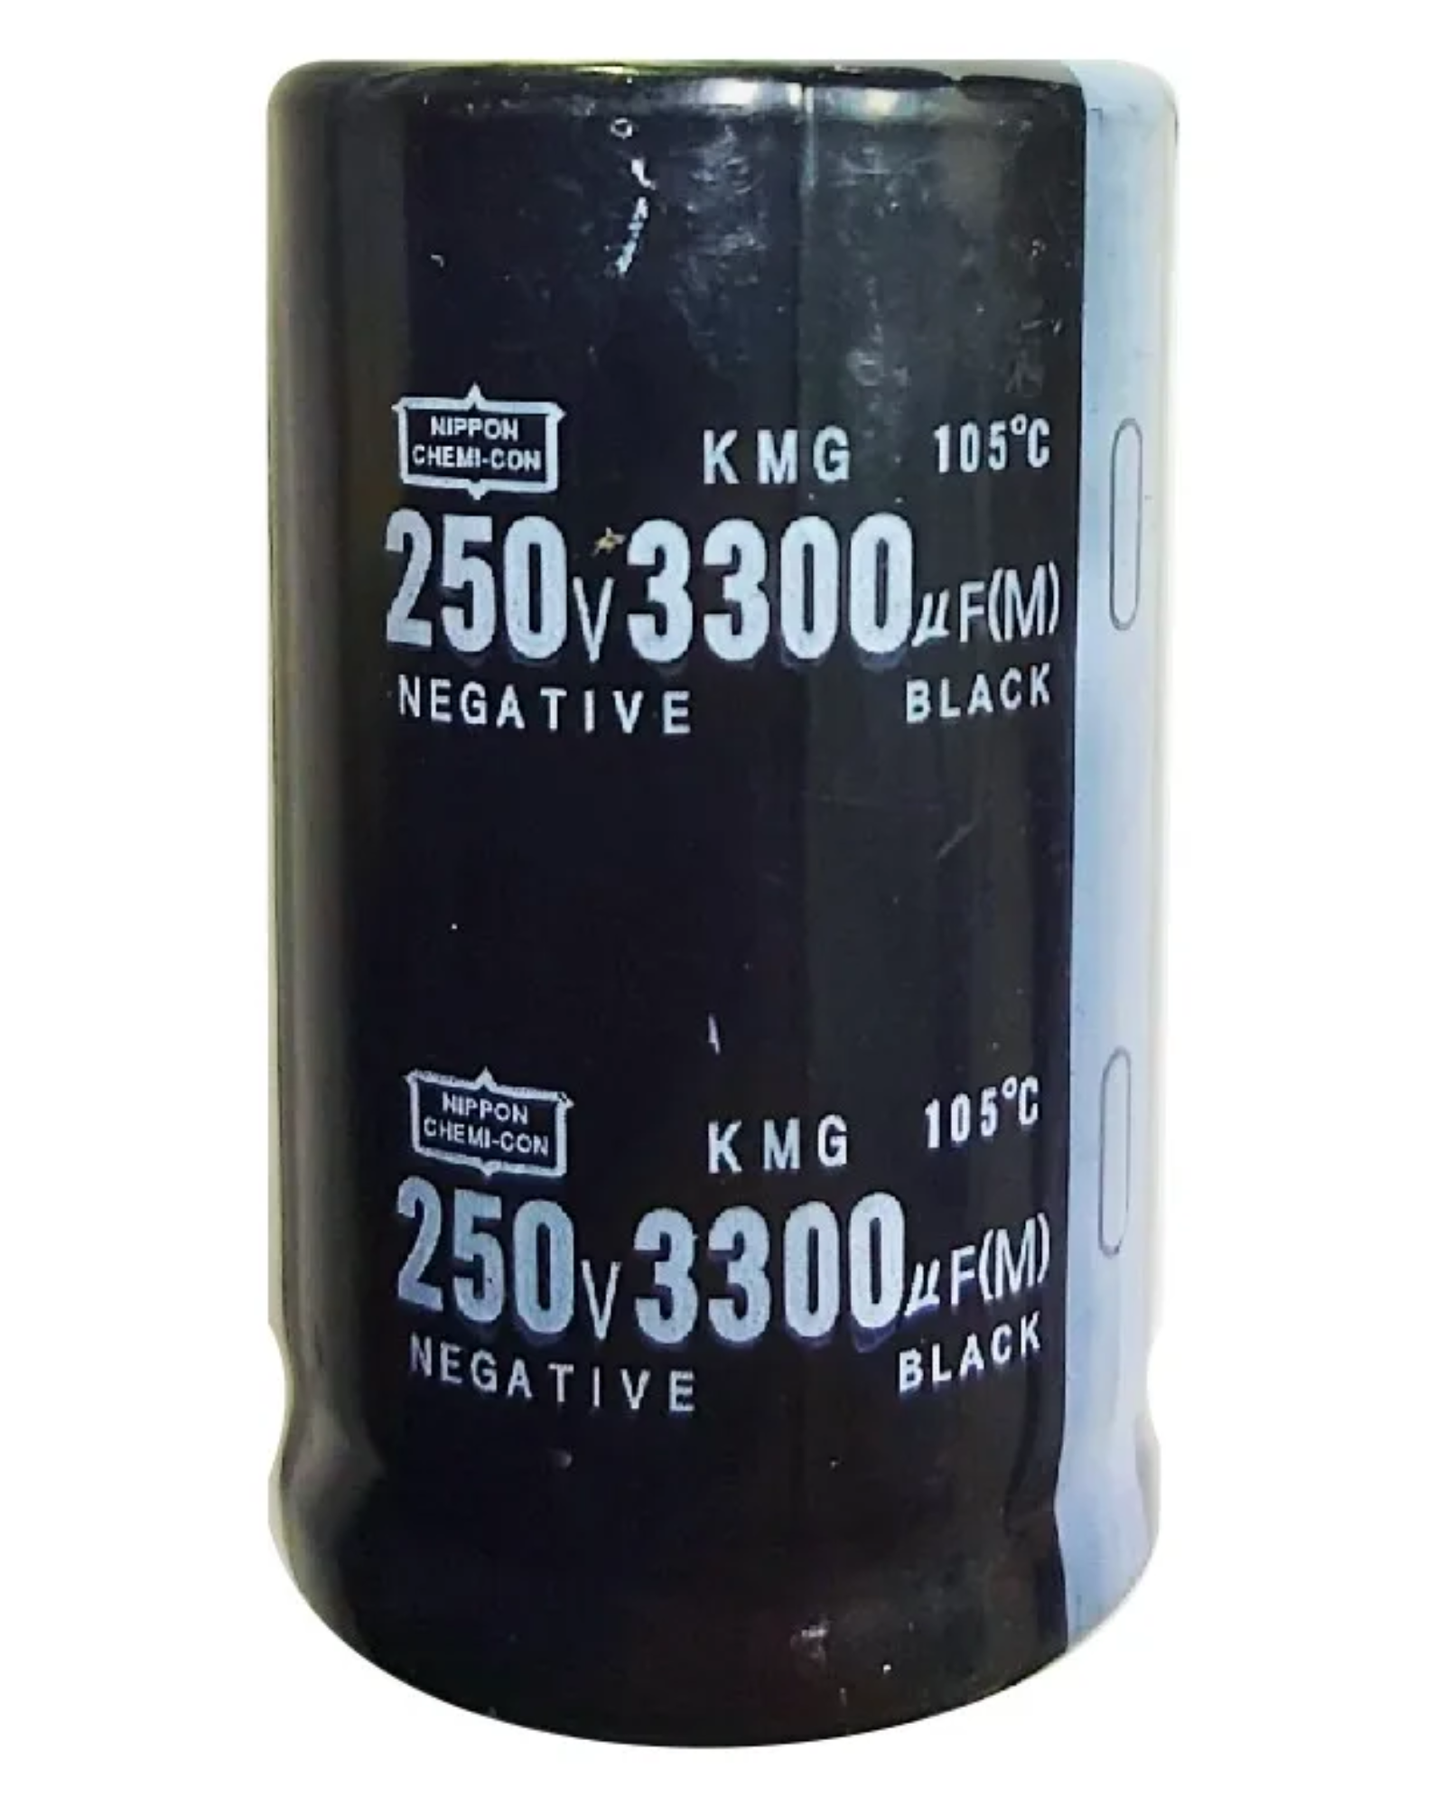 NIPPON
CHEMI-CON
KMG 105°C
250V 3300μF(M)
NEGATIVE BLACK
NIPPON
CHEMI-CON
KMG 105°C
250V 3300μF(M)
NEGATIVE BLACK